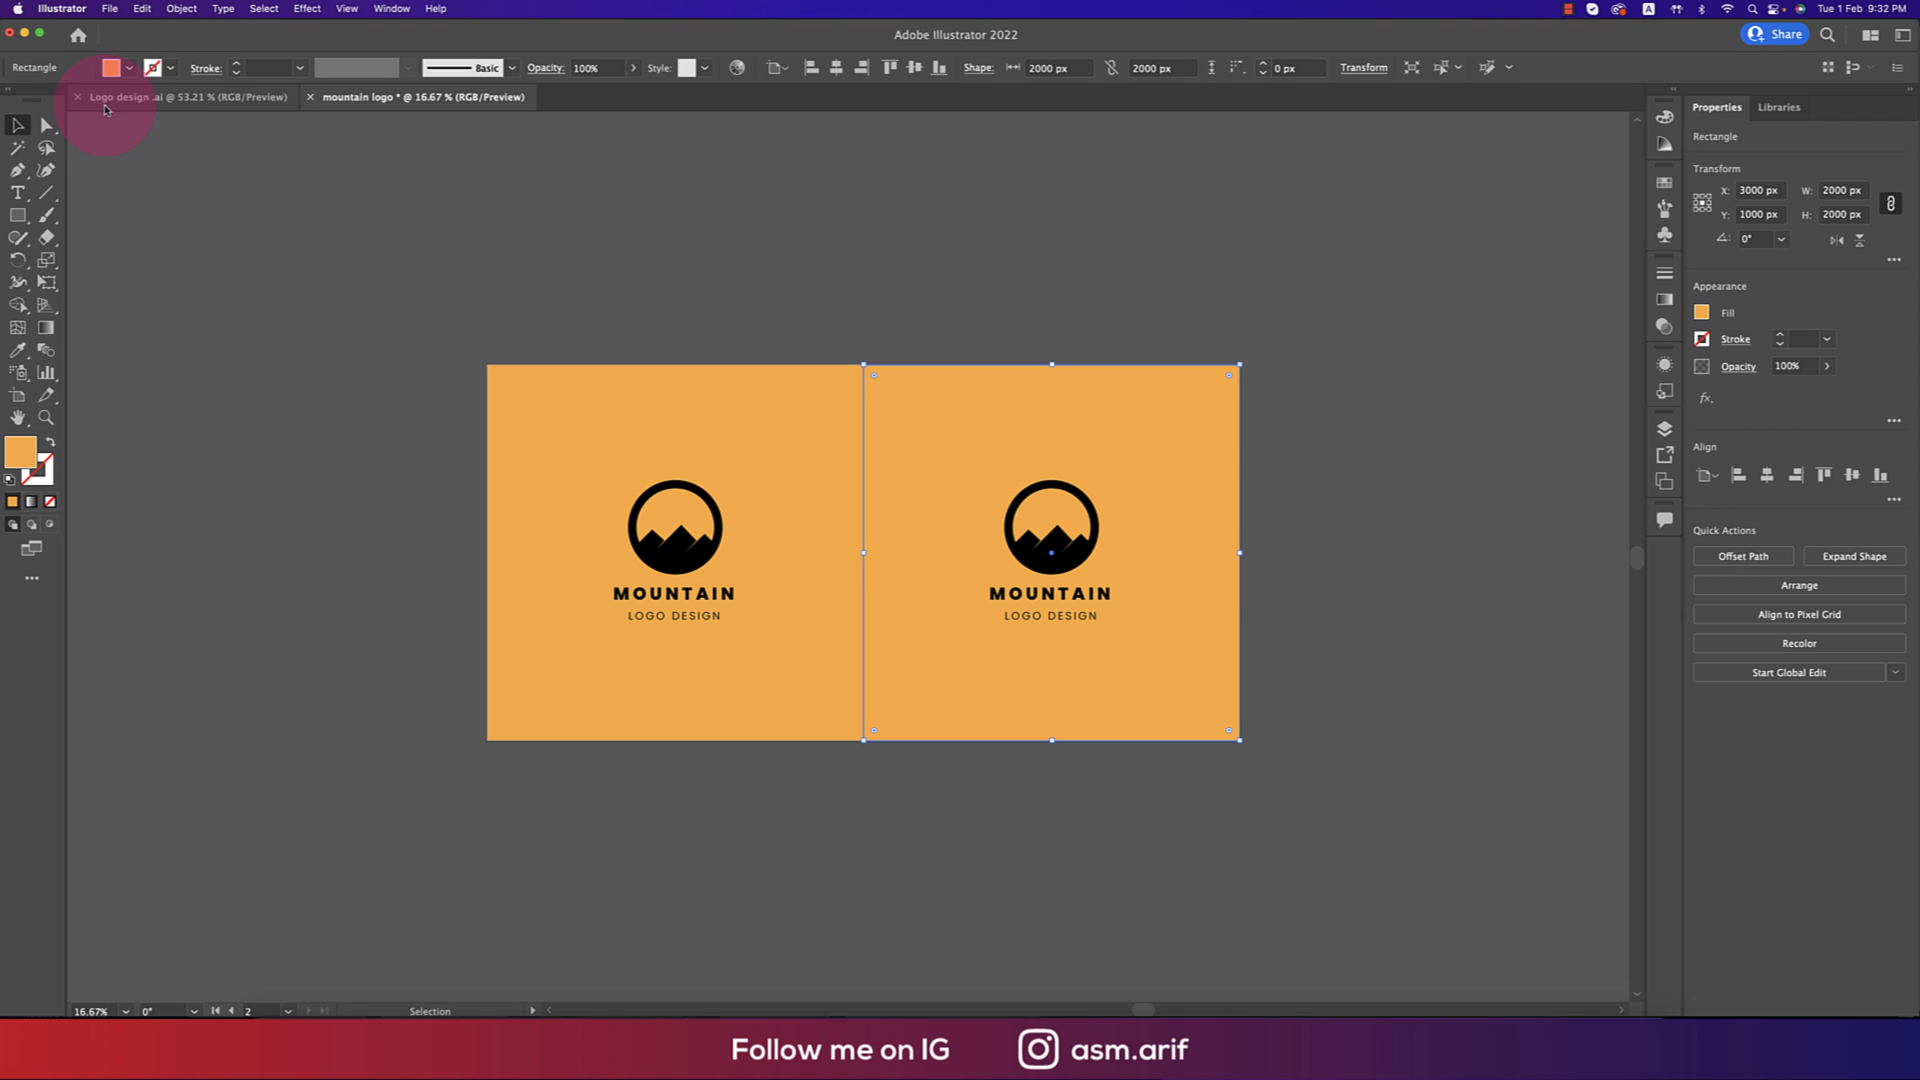 Illustrator File Edit Object Type Select Effect View Window Help
A
Tue 1 Feb 9:32 PM
Adobe Illustrator 2022
Share
Rectangle
Stroke:
Basic
Opacity: 100%
Style:
Shape: 2000 px
2000 px
0 px
Transform
Logo design .ai @ 53.21 % (RGB/Preview)
mountain logo * @ 16.67 % (RGB/Preview)
Properties Libraries
Rectangle
Transform
X: 3000 px W: 2000 px
Y: 1000 px H: 2000 px
0°
Appearance
Fill
Stroke
Opacity 100%
fx.
Align
Quick Actions
Offset Path Expand Shape
Arrange
Align to Pixel Grid
Recolor
Start Global Edit
MOUNTAIN
LOGO DESIGN
MOUNTAIN
LOGO DESIGN
16.67% 0° 2 Selection
Follow me on IG asm.arif